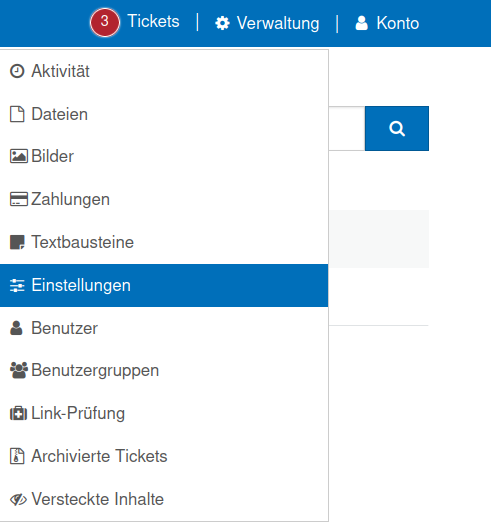 3 Tickets | Verwaltung | Konto
Aktivität
Dateien
Bilder
Zahlungen
Textbausteine
Einstellungen
Benutzer
Benutzergruppen
Link-Prüfung
Archivierte Tickets
Versteckte Inhalte